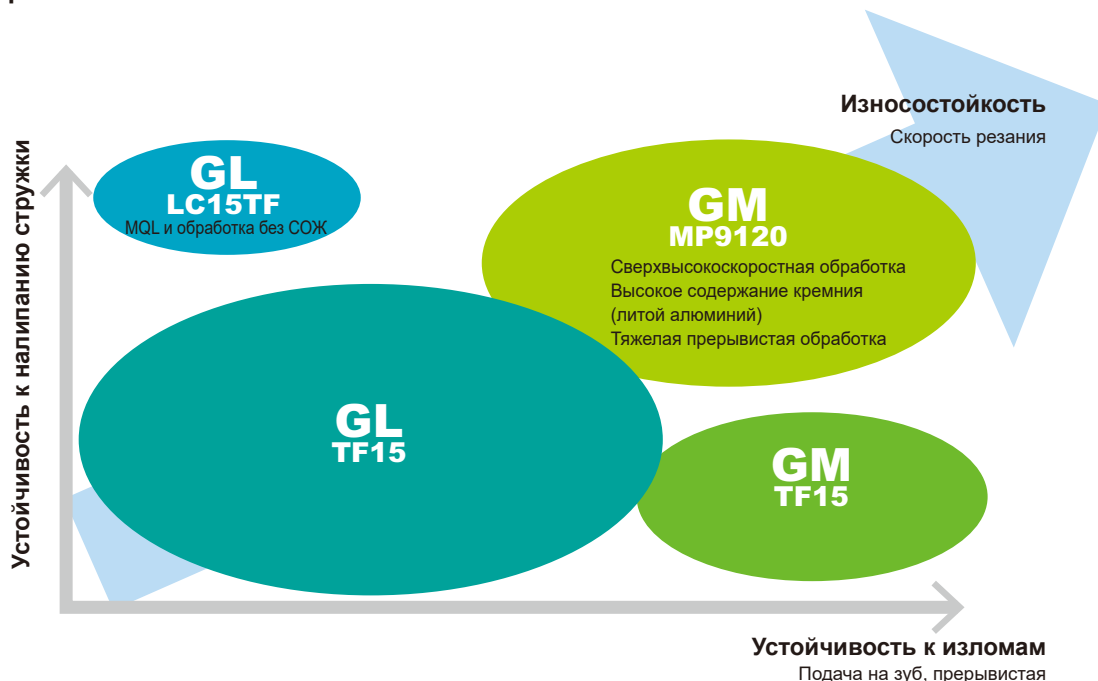 Износостойкость
Скорость резания
Устойчивость к налипанию стружки
GL
LC15TF
MQL и обработка без СОЖ
GM
MP9120
Сверхвысокоскоростная обработка
Высокое содержание кремния
(литой алюминий)
Тяжелая прерывистая обработка
GL
TF15
GM
TF15
Устойчивость к изломам
Подача на зуб, прерывистая